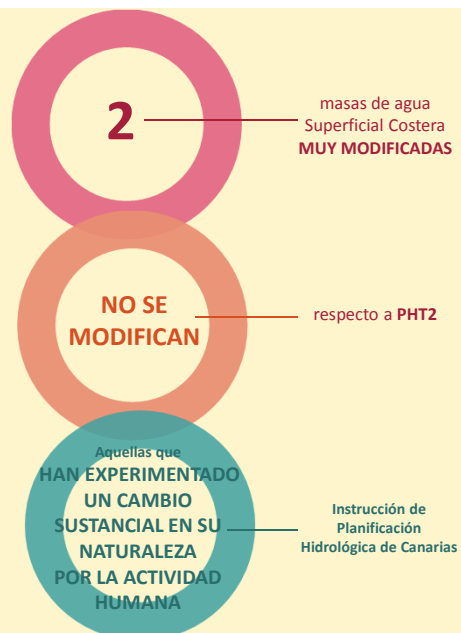 2
masas de agua
Superficial Costera
MUY MODIFICADAS
NO SE
MODIFICAN
respecto a PHT2
Aquellas que
HAN EXPERIMENTADO
UN CAMBIO
SUSTANCIAL EN SU
NATURALEZA
POR LA ACTIVIDAD
HUMANA
Instrucción de
Planificación
Hidrológica de Canarias